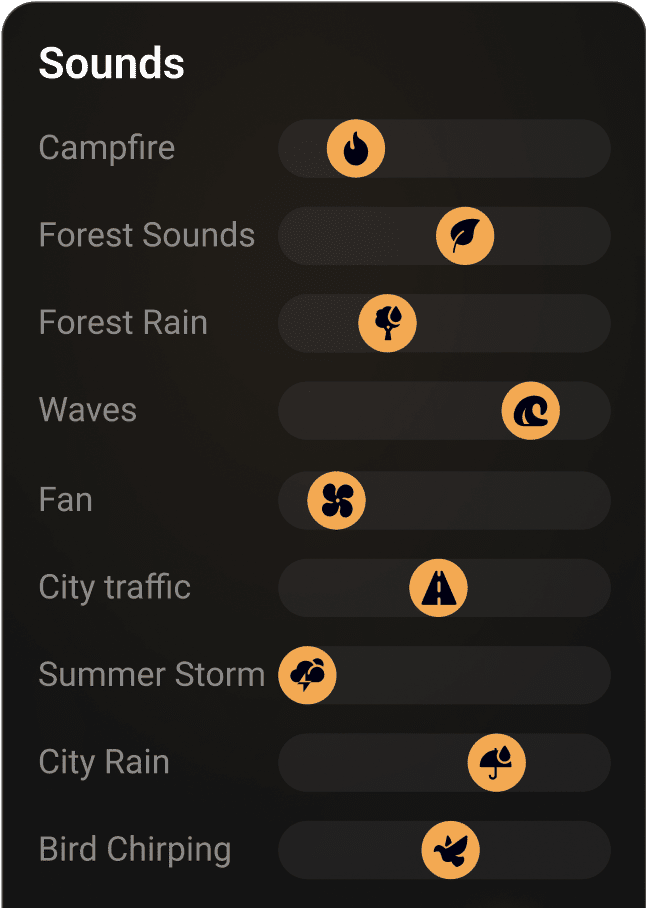 Sounds
Campfire
Forest Sounds
Forest Rain
Waves
Fan
City traffic
Summer Storm
City Rain
Bird Chirping